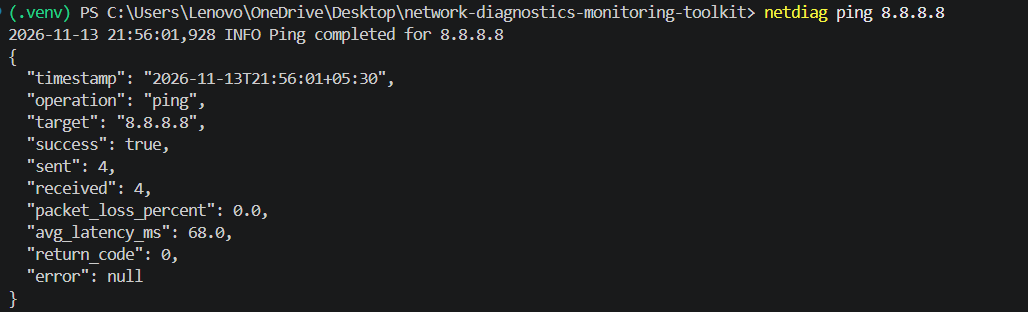 (.venv) PS C:\Users\Lenovo\OneDrive\Desktop\network-diagnostics-monitoring-toolkit> netdiag ping 8.8.8.8
2026-11-13 21:56:01,928 INFO Ping completed for 8.8.8.8
{
  "timestamp": "2026-11-13T21:56:01+05:30",
  "operation": "ping",
  "target": "8.8.8.8",
  "success": true,
  "sent": 4,
  "received": 4,
  "packet_loss_percent": 0.0,
  "avg_latency_ms": 68.0,
  "return_code": 0,
  "error": null
}